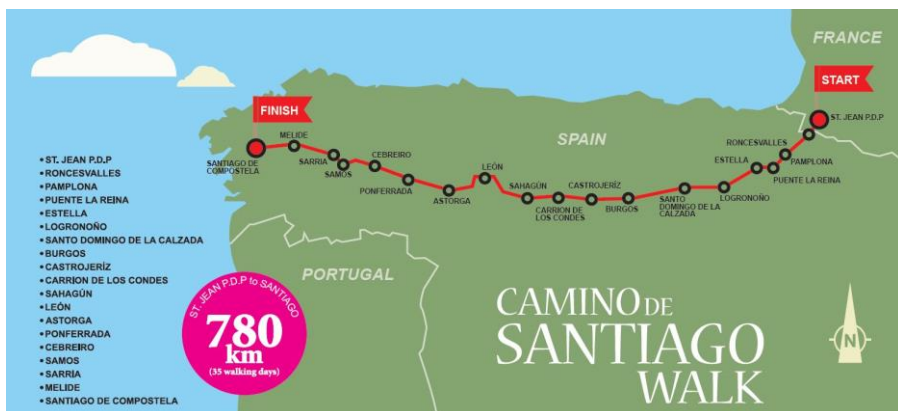 FRANCE
START
ST. JEAN P.D.P
FINISH
SPAIN
RONCESVALLES
PAMPLONA
PUENTE LA REINA
ESTELLA
LOGRONOÑO
SANTO
DOMINGO DE LA
CALZADA
BURGOS
CASTROJERÍZ
CARRION DE
LOS CONDES
SAHAGÚN
LEÓN
ASTORGA
PONFERRADA
CEBREIRO
SAMOS
SARRIA
MELIDE
SANTIAGO DE
COMPOSTELA
• ST. JEAN P.D.P
• RONCESVALLES
• PAMPLONA
• PUENTE LA REINA
• ESTELLA
• LOGRONOÑO
• SANTO DOMINGO DE LA CALZADA
• BURGOS
• CASTROJERÍZ
• CARRION DE LOS CONDES
• SAHAGÚN
• LEÓN
• ASTORGA
• PONFERRADA
• CEBREIRO
• SAMOS
• SARRIA
• MELIDE
• SANTIAGO DE COMPOSTELA
PORTUGAL
ST. JEAN P.D.P to SANTIAGO
780
km
(35 walking days)
CAMINO DE
SANTIAGO
WALK
N